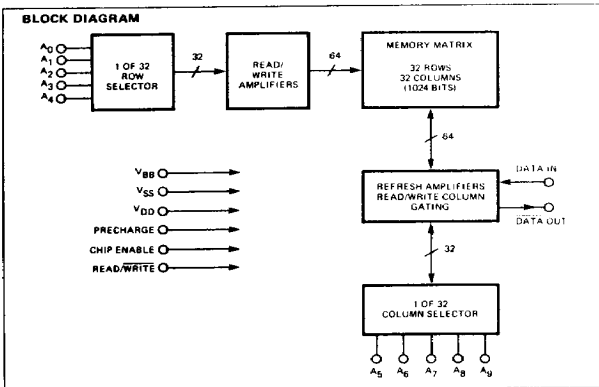 BLOCK DIAGRAM
A0
A1
A2
A3
A4
1 OF 32
ROW
SELECTOR
32
READ/
WRITE
AMPLIFIERS
64
MEMORY MATRIX
32 ROWS
32 COLUMNS
(1024 BITS)
64
VBB
VSS
VDD
PRECHARGE
CHIP ENABLE
READ/WRITE
REFRESH AMPLIFIERS
READ/WRITE COLUMN
GATING
DATA IN
DATA OUT
32
1 OF 32
COLUMN SELECTOR
A5
A6
A7
A8
A9